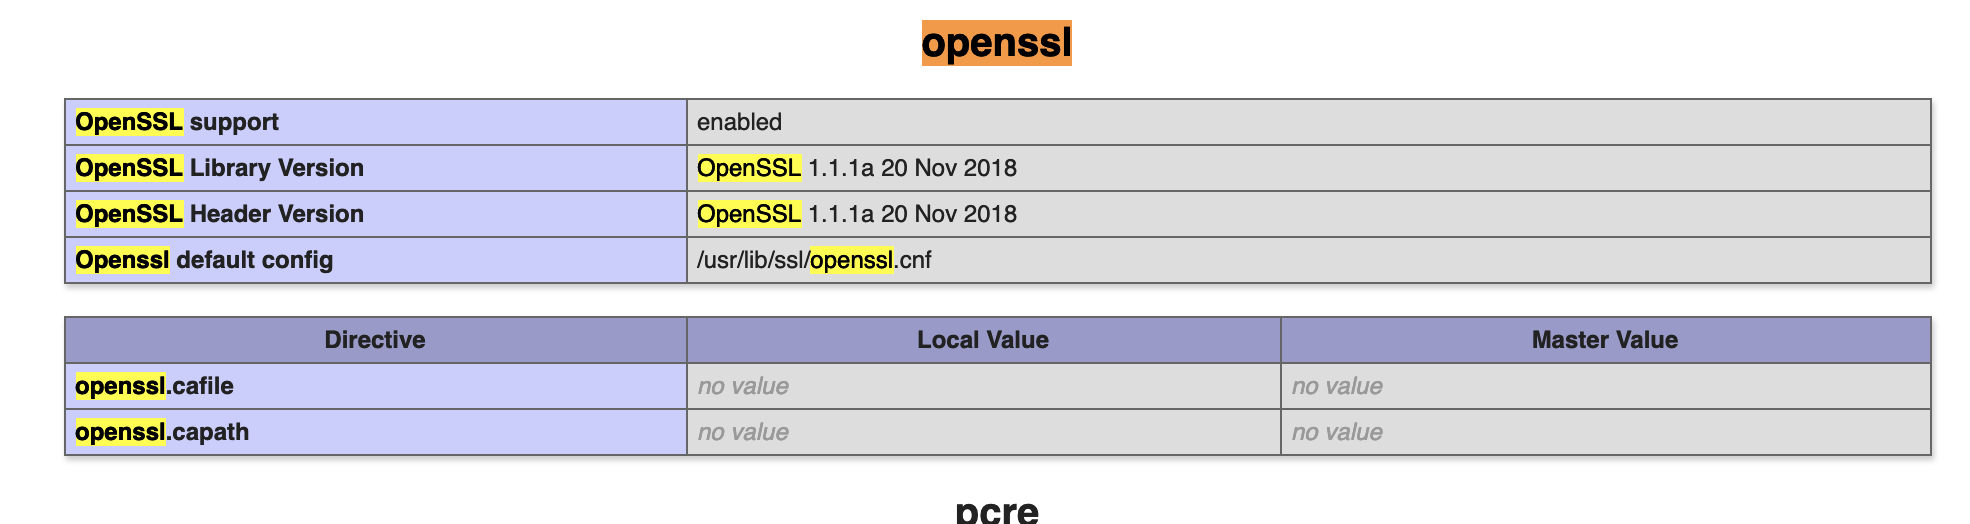 openssl
OpenSSL support enabled
OpenSSL Library Version OpenSSL 1.1.1a 20 Nov 2018
OpenSSL Header Version OpenSSL 1.1.1a 20 Nov 2018
Openssl default config /usr/lib/ssl/openssl.cnf
Directive Local Value Master Value
openssl.cafile no value no value
openssl.capath no value no value
pcre